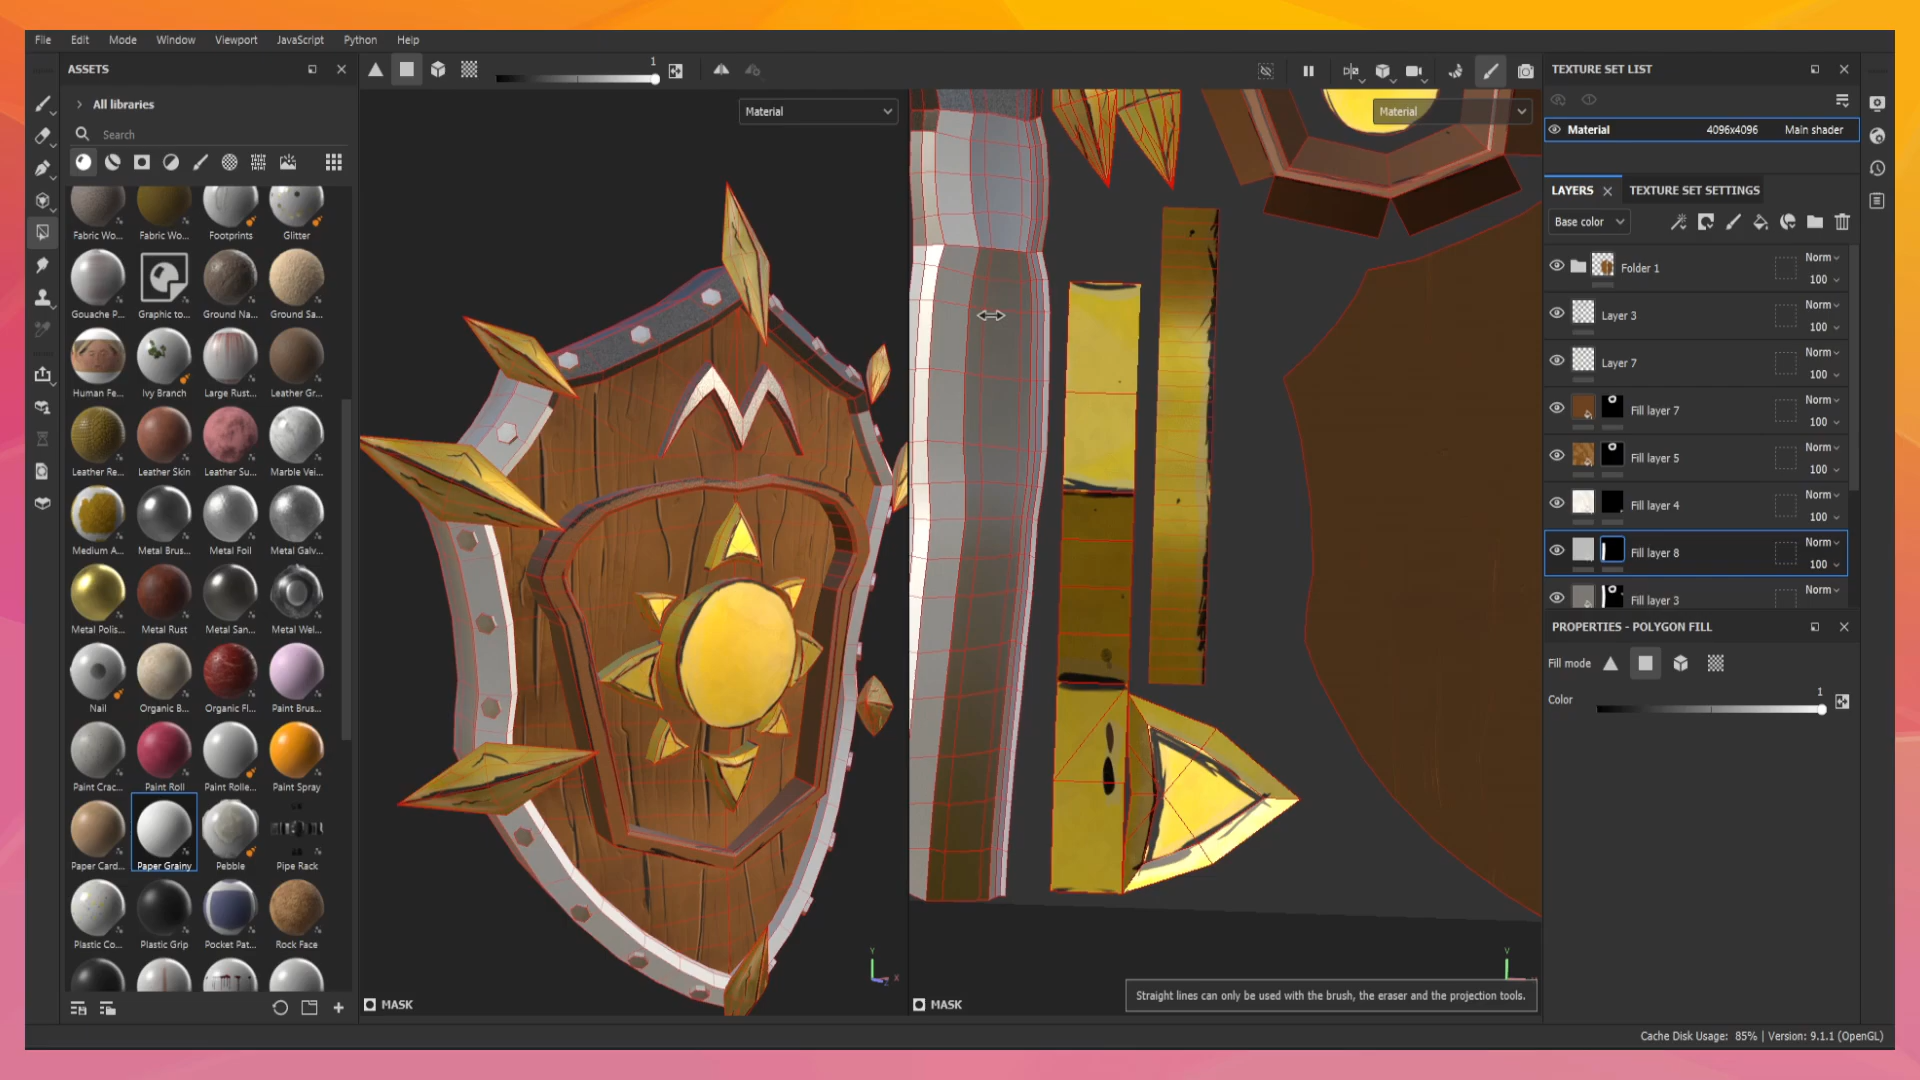 File Edit Mode Window Viewport JavaScript Python Help
ASSETS
All libraries
Search
Fabric Wo... Fabric Wo... Footprints Glitter
Gouache P... Graphic to... Ground Na... Ground Sa...
Human Fe... Ivy Branch Large Rust... Leather Gr...
Leather Re... Leather Skin Leather Su... Marble Vei...
Medium A... Metal Brus... Metal Foil Metal Galv...
Metal Polis... Metal Rust Metal San... Metal Wel...
Nail Organic B... Organic Fl... Paint Brus...
Paint Crac... Paint Roll Paint Rolle... Paint Spray
Paper Card... Paper Grainy Pebble Pipe Rack
Plastic Co... Plastic Grip Pocket Pat... Rock Face
1
Material
Material
Y
X
Z
V
MASK
MASK
Straight lines can only be used with the brush, the eraser and the projection tools.
TEXTURE SET LIST
Material 4096x4096 Main shader
LAYERS TEXTURE SET SETTINGS
Base color
Folder 1 Norm 100
Layer 3 Norm 100
Layer 7 Norm 100
Fill layer 7 Norm 100
Fill layer 5 Norm 100
Fill layer 4 Norm 100
Fill layer 8 Norm 100
Fill layer 3 Norm
PROPERTIES - POLYGON FILL
Fill mode
Color 1
Cache Disk Usage: 85% | Version: 9.1.1 (OpenGL)